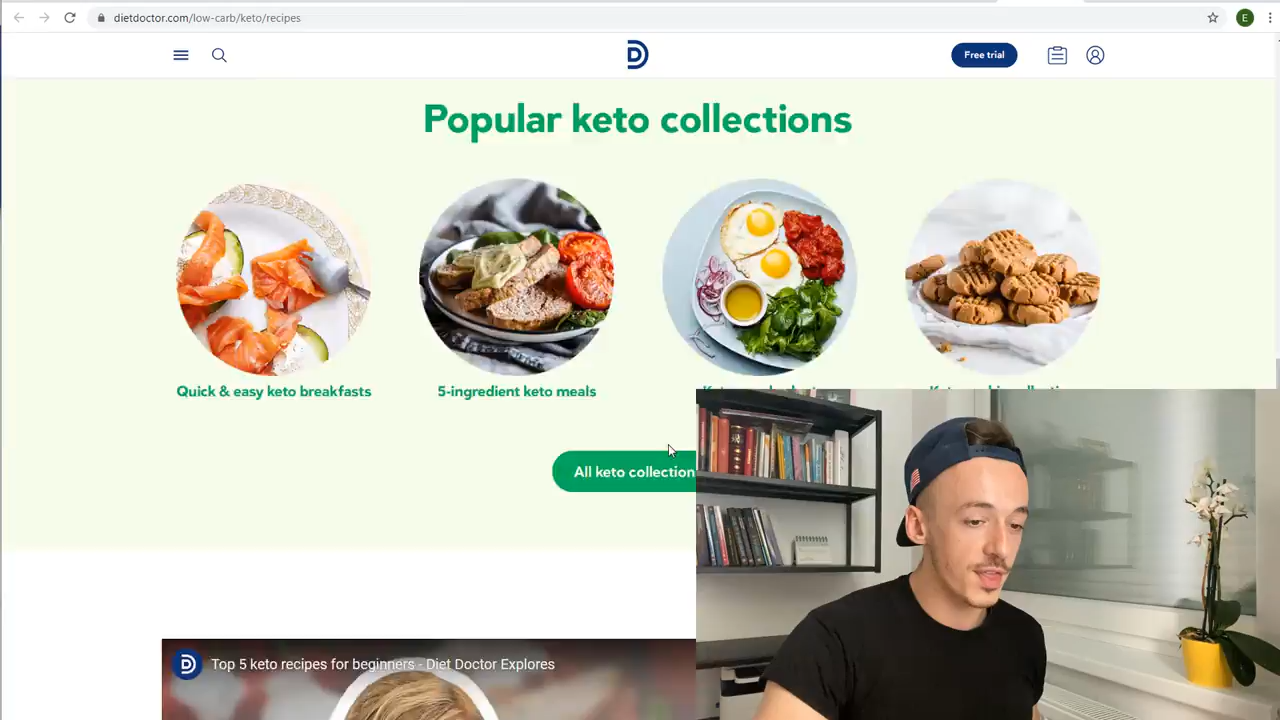 dietdoctor.com/low-carb/keto/recipes
E
D
Free trial
Popular keto collections
Quick & easy keto breakfasts
5-ingredient keto meals
All keto collection
D
Top 5 keto recipes for beginners - Diet Doctor Explores